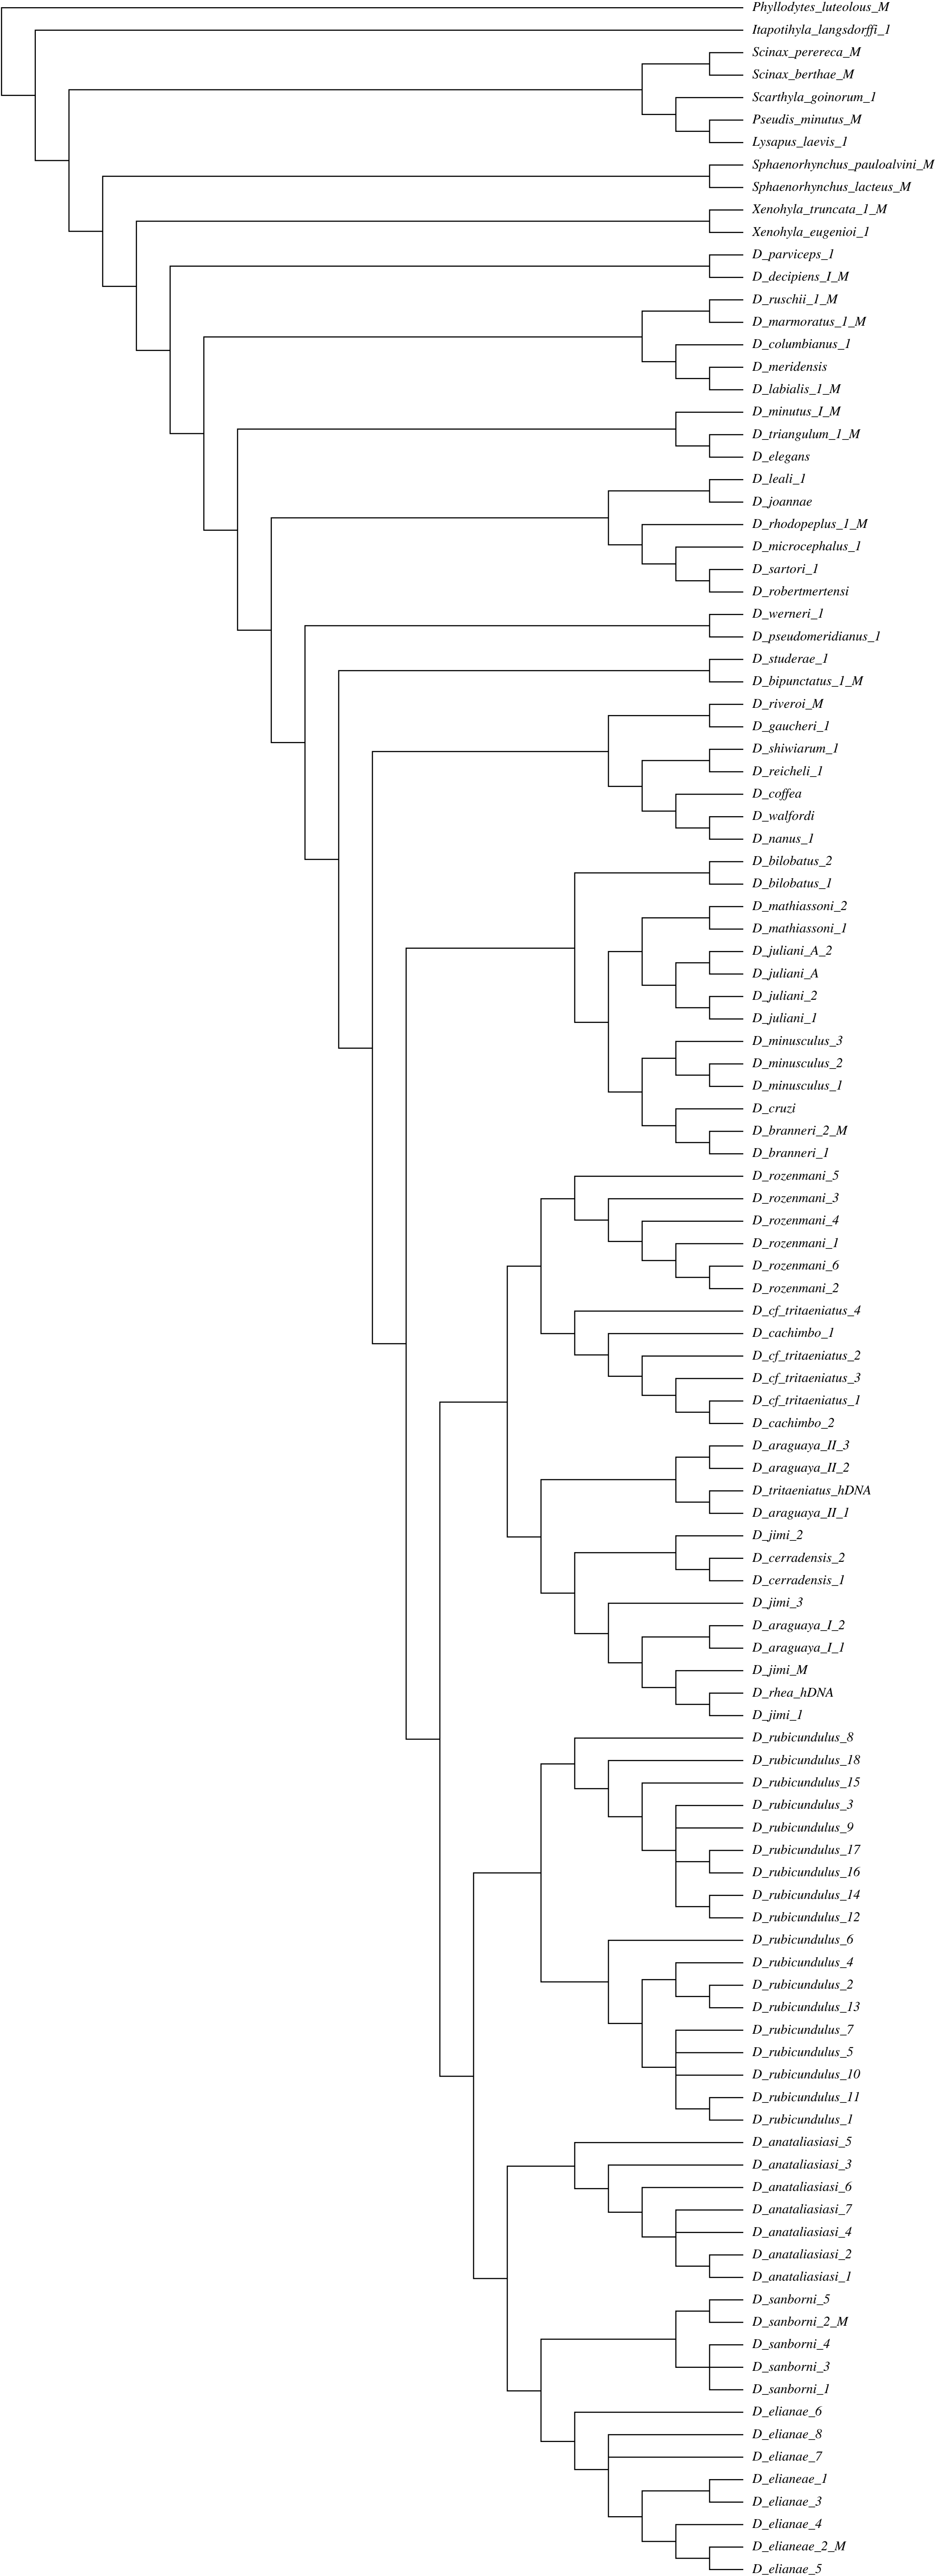 Phyllodytes_luteolous_M
Itapotihyla_langsdorffi_1
Scinax_perereca_M
Scinax_berthae_M
Scarthyla_goinorum_1
Pseudis_minutus_M
Lysapus_laevis_1
Sphaenorhynchus_pauloalvini_M
Sphaenorhynchus_lacteus_M
Xenohyla_truncata_1_M
Xenohyla_eugenioi_1
D_parviceps_1
D_decipiens_I_M
D_ruschii_1_M
D_marmoratus_1_M
D_columbianus_1
D_meridensis
D_labialis_1_M
D_minutus_I_M
D_triangulum_1_M
D_elegans
D_leali_1
D_joannae
D_rhodopeplus_1_M
D_microcephalus_1
D_sartori_1
D_robertmertensi
D_werneri_1
D_pseudomeridianus_1
D_studerae_1
D_bipunctatus_1_M
D_riveroi_M
D_gaucheri_1
D_shiwiarum_1
D_reicheli_1
D_coffea
D_walfordi
D_nanus_1
D_bilobatus_2
D_bilobatus_1
D_mathiassoni_2
D_mathiassoni_1
D_juliani_A_2
D_juliani_A
D_juliani_2
D_juliani_1
D_minusculus_3
D_minusculus_2
D_minusculus_1
D_cruzi
D_branneri_2_M
D_branneri_1
D_rozenmani_5
D_rozenmani_3
D_rozenmani_4
D_rozenmani_1
D_rozenmani_6
D_rozenmani_2
D_cf_tritaeniatus_4
D_cachimbo_1
D_cf_tritaeniatus_2
D_cf_tritaeniatus_3
D_cf_tritaeniatus_1
D_cachimbo_2
D_araguaya_II_3
D_araguaya_II_2
D_tritaeniatus_hDNA
D_araguaya_II_1
D_jimi_2
D_cerradensis_2
D_cerradensis_1
D_jimi_3
D_araguaya_I_2
D_araguaya_I_1
D_jimi_M
D_rhea_hDNA
D_jimi_1
D_rubicundulus_8
D_rubicundulus_18
D_rubicundulus_15
D_rubicundulus_3
D_rubicundulus_9
D_rubicundulus_17
D_rubicundulus_16
D_rubicundulus_14
D_rubicundulus_12
D_rubicundulus_6
D_rubicundulus_4
D_rubicundulus_2
D_rubicundulus_13
D_rubicundulus_7
D_rubicundulus_5
D_rubicundulus_10
D_rubicundulus_11
D_rubicundulus_1
D_anataliasiasi_5
D_anataliasiasi_3
D_anataliasiasi_6
D_anataliasiasi_7
D_anataliasiasi_4
D_anataliasiasi_2
D_anataliasiasi_1
D_sanborni_5
D_sanborni_2_M
D_sanborni_4
D_sanborni_3
D_sanborni_1
D_elianae_6
D_elianae_8
D_elianae_7
D_elianeae_1
D_elianae_3
D_elianae_4
D_elianeae_2_M
D_elianae_5